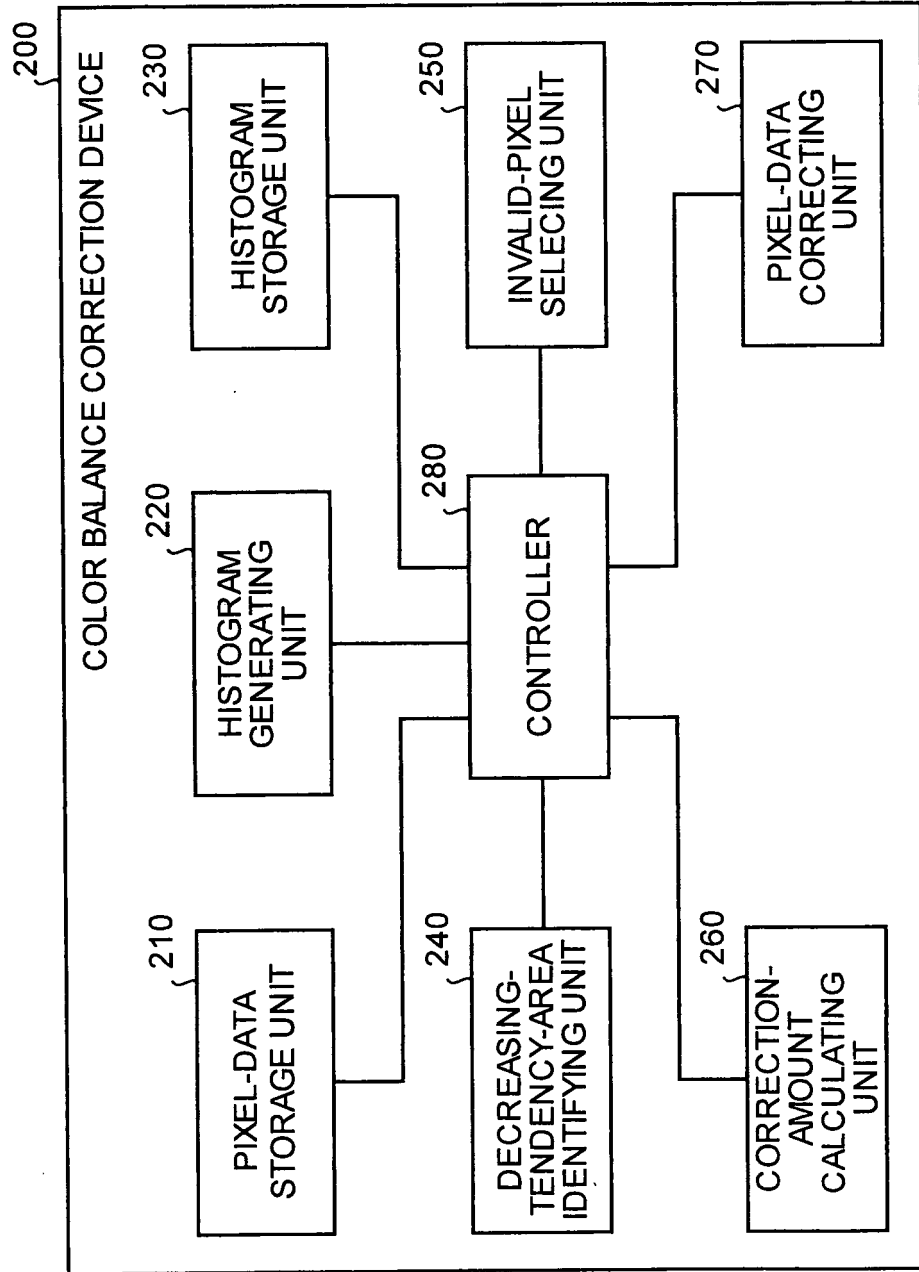 200
COLOR BALANCE CORRECTION DEVICE
210
PIXEL-DATA
STORAGE UNIT
220
HISTOGRAM
GENERATING
UNIT
230
HISTOGRAM
STORAGE UNIT
240
DECREASING-
TENDENCY-AREA
IDENTIFYING UNIT
280
CONTROLLER
250
INVALID-PIXEL
SELECING UNIT
260
CORRECTION-
AMOUNT
CALCULATING
UNIT
270
PIXEL-DATA
CORRECTING
UNIT